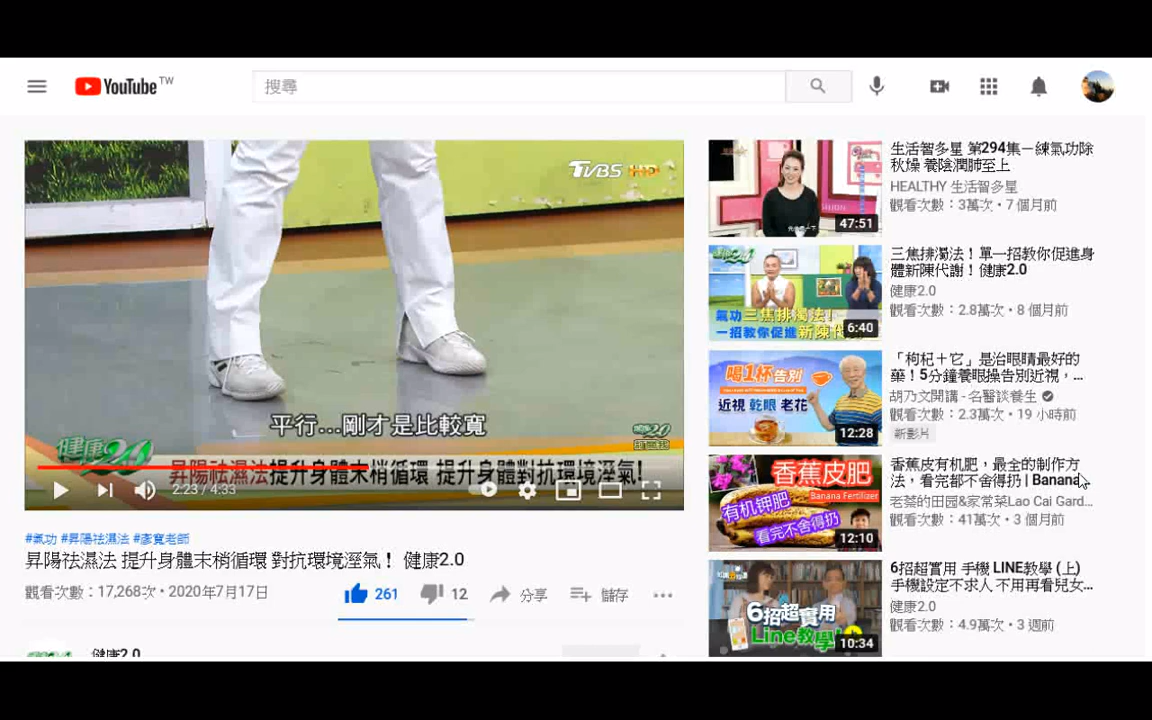 YouTube TW
搜尋
TVBS HD
平行...剛才是比較寬
健康2.0
昇陽祛濕法提升身體末梢循環 提升身體對抗環境溼氣!
2:23 / 4:33
#氣功 #昇陽祛濕法 #彥寬老師
昇陽祛濕法 提升身體末梢循環 對抗環境溼氣! 健康2.0
觀看次數:17,268次 • 2020年7月17日
261
12
分享
儲存
健康2.0
47:51
生活智多星 第294集－練氣功除
秋燥 養陰潤肺至上
HEALTHY 生活智多星
觀看次數:3萬次 • 7 個月前
氣功三焦排濁法!
一招教你促進新陳代
6:40
三焦排濁法!單一招教你促進身
體新陳代謝!健康2.0
健康2.0
觀看次數:2.8萬次 • 8 個月前
喝1杯告別
近視 乾眼 老花
12:28
「枸杞＋它」是治眼睛最好的
藥!5分鐘養眼操告別近視,...
胡乃文開講 - 名醫談養生
觀看次數:2.3萬次 • 19 小時前
新影片
香蕉皮肥
Banana Fertilizer
有机钾肥
看完不舍得扔
12:10
香蕉皮有机肥,最全的制作方
法,看完都不舍得扔 | Banana
老蔡的田园&家常菜Lao Cai Gard...
觀看次數:41萬次 • 3 個月前
6招超實用
Line教學
10:34
6招超實用 手機 LINE教學 (上)
手機設定不求人 不用再看兒女...
健康2.0
觀看次數:4.9萬次 • 3 週前